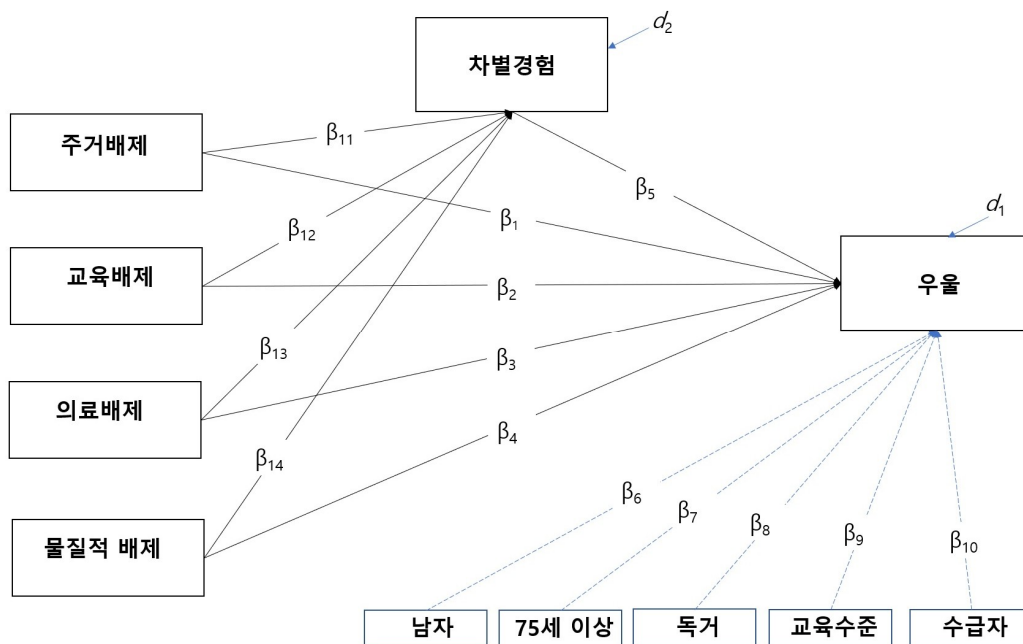 차별경험
d₂
주거배제
β₁₁
β₅
β₁
β₁₂
d₁
교육배제
β₂
우울
β₁₃
β₃
의료배제
β₄
β₁₄
물질적 배제
β₆
β₇
β₈
β₉
β₁₀
남자
75세 이상
독거
교육수준
수급자